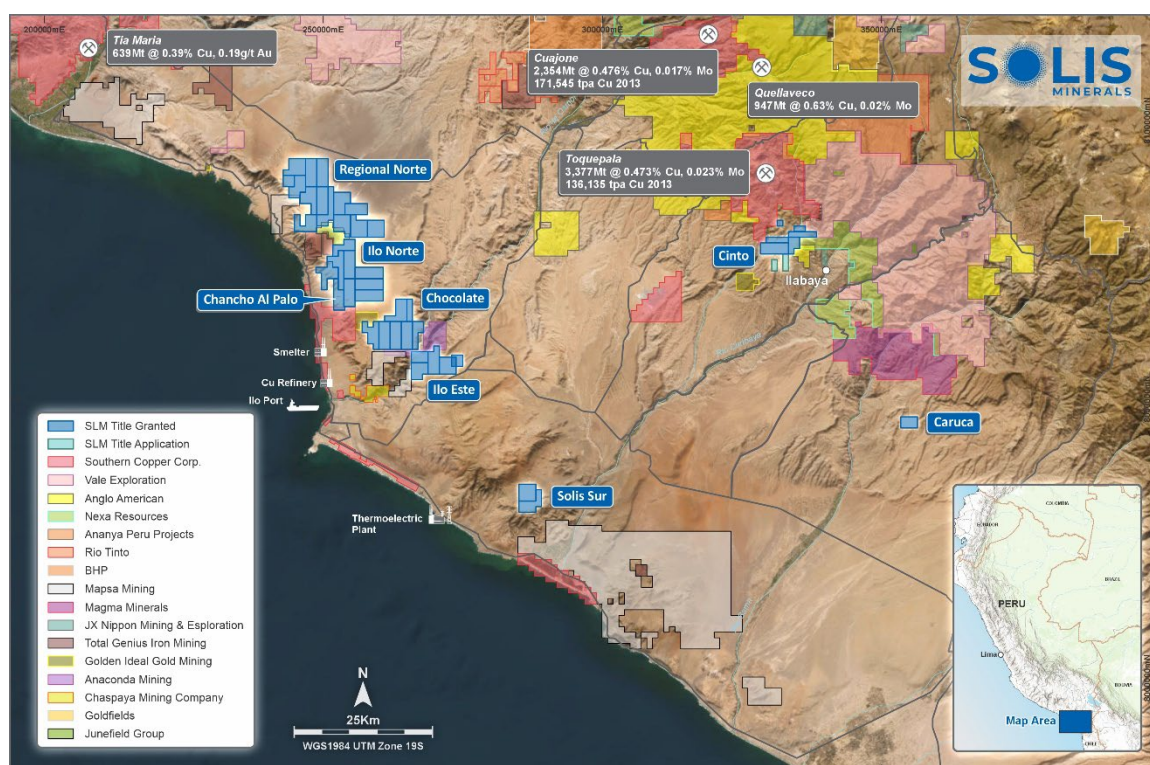 200000mE
250000mE
300000mE
350000mE
Tia Maria
639Mt @ 0.39% Cu, 0.19g/t Au
Cuajone
2,354Mt @ 0.476% Cu, 0.017% Mo
171,545 tpa Cu 2013
Quellaveco
947Mt @ 0.63% Cu, 0.02% Mo
Toquepala
3,377Mt @ 0.473% Cu, 0.023% Mo
136,135 tpa Cu 2013
SOLIS
MINERALS
Regional Norte
Ilo Norte
Chancho Al Palo
Chocolate
Ilo Este
Cinto
Ilabaya
Caruca
Solis Sur
Smelter
Cu Refinery
Ilo Port
Thermoelectric
Plant
SLM Title Granted
SLM Title Application
Southern Copper Corp.
Vale Exploration
Anglo American
Nexa Resources
Ananya Peru Projects
Rio Tinto
BHP
Mapsa Mining
Magma Minerals
JX Nippon Mining & Esploration
Total Genius Iron Mining
Golden Ideal Gold Mining
Anaconda Mining
Chaspaya Mining Company
Goldfields
Junefield Group
N
25Km
WGS1984 UTM Zone 19S
COLOMBIA
ECUADOR
BRAZIL
PERU
Lima
BOLIVIA
Map Area
CHILE